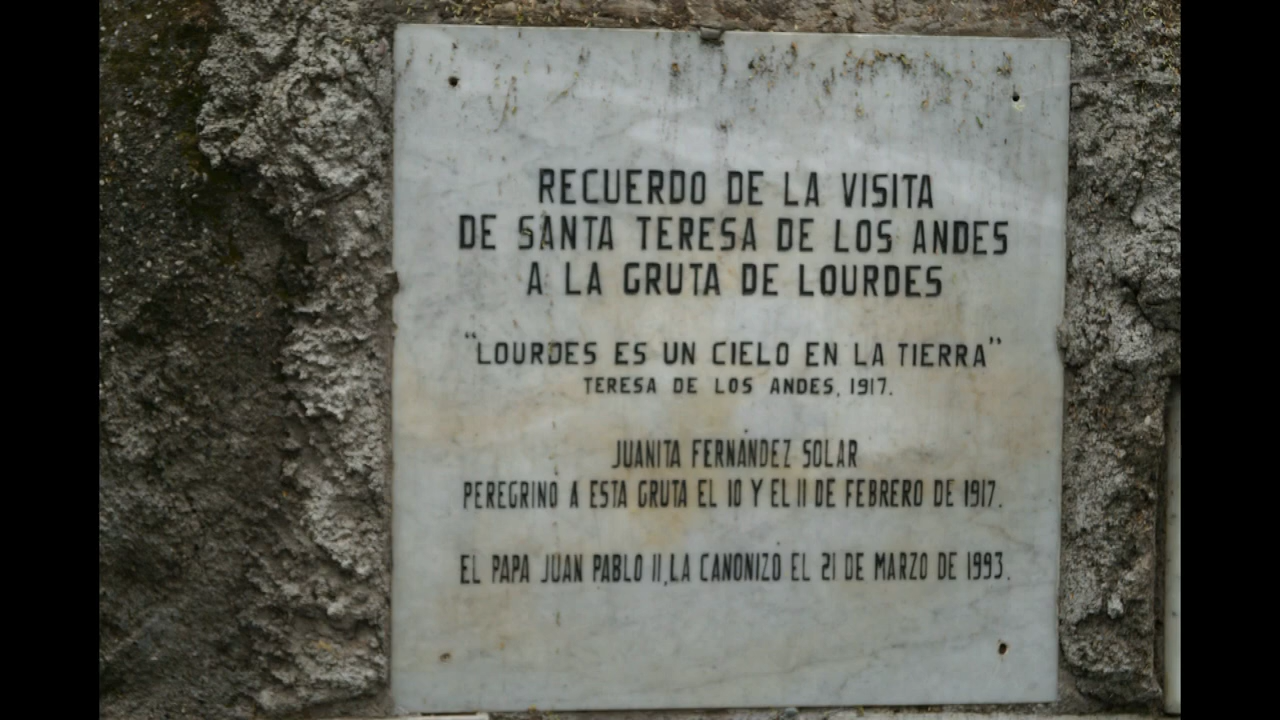 RECUERDO DE LA VISITA
DE SANTA TERESA DE LOS ANDES
A LA GRUTA DE LOURDES
"LOURDES ES UN CIELO EN LA TIERRA"
TERESA DE LOS ANDES, 1917.
JUANITA FERNÁNDEZ SOLAR
PEREGRINÓ A ESTA GRUTA EL 10 Y EL 11 DE FEBRERO DE 1917.
EL PAPA JUAN PABLO II, LA CANONIZÓ EL 21 DE MARZO DE 1993.